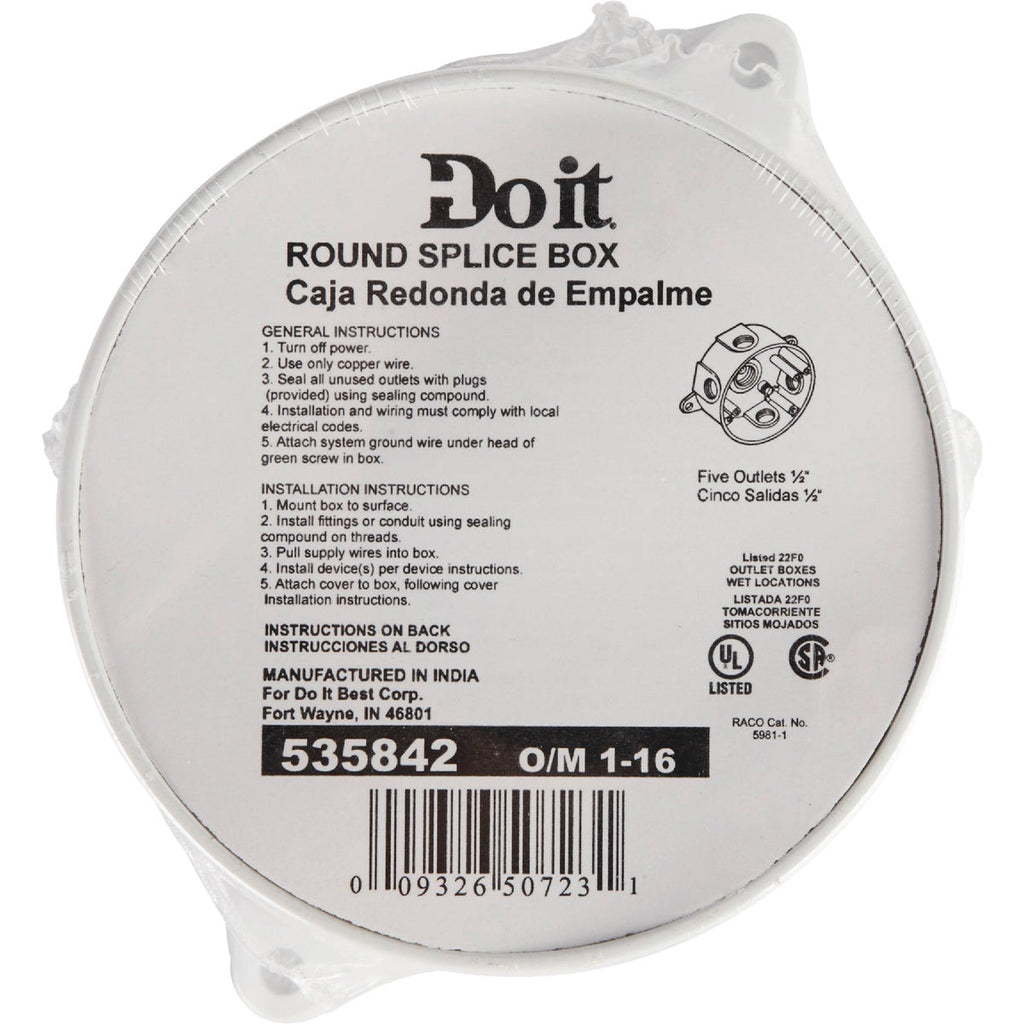 Do it
ROUND SPLICE BOX
Caja Redonda de Empalme
GENERAL INSTRUCTIONS
1. Turn off power.
2. Use only copper wire.
3. Seal all unused outlets with plugs
(provided) using sealing compound.
4. Installation and wiring must comply with local
electrical codes.
5. Attach system ground wire under head of
green screw in box.
INSTALLATION INSTRUCTIONS
1. Mount box to surface.
2. Install fittings or conduit using sealing
compound on threads.
3. Pull supply wires into box.
4. Install device(s) per device instructions.
5. Attach cover to box, following cover
Installation instructions.
INSTRUCTIONS ON BACK
INSTRUCCIONES AL DORSO
MANUFACTURED IN INDIA
For Do It Best Corp.
Fort Wayne, IN 46801
Five Outlets ½"
Cinco Salidas ½"
Listed 22F0
OUTLET BOXES
WET LOCATIONS
LISTADA 22F0
TOMACORRIENTE
SITIOS MOJADOS
UL SA®
LISTED
RACO Cat. No.
5981-1
535842 O/M 1-16
0 09326 50723 1